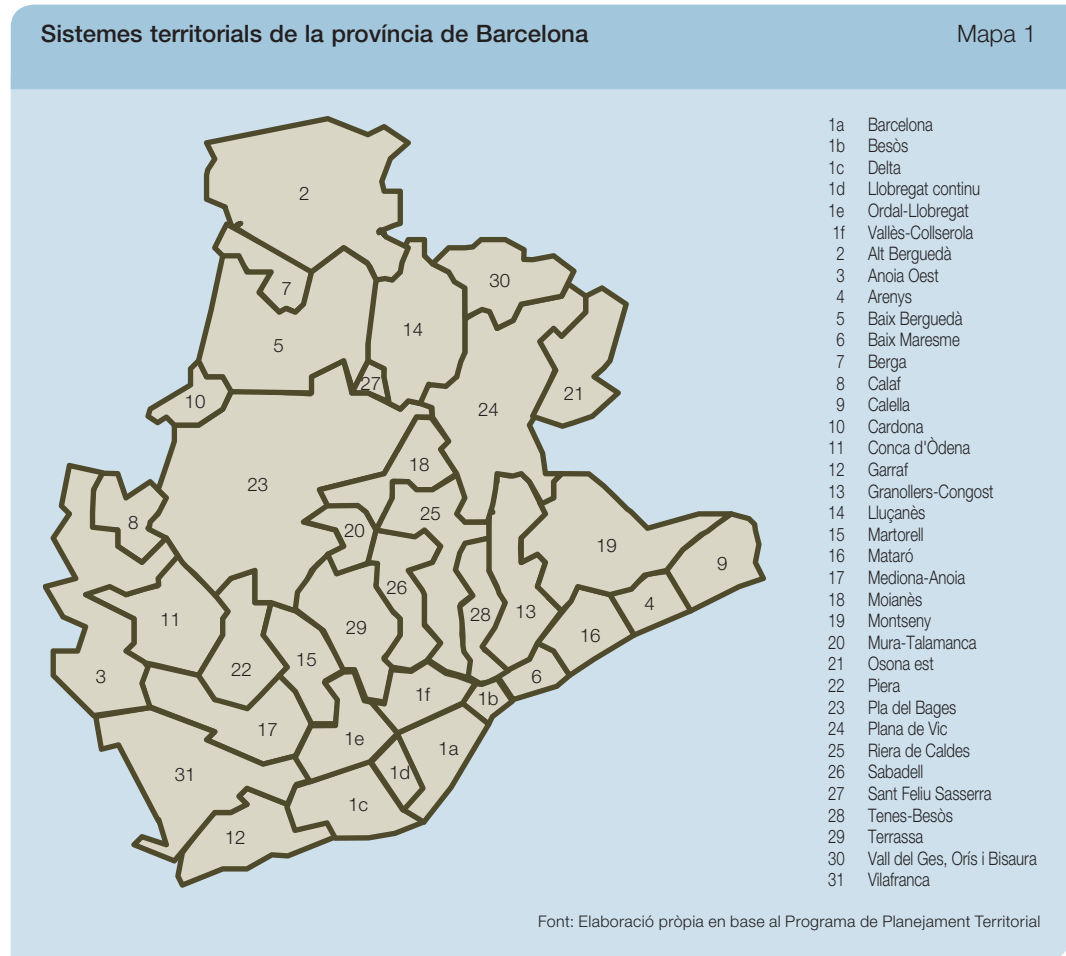 Sistemes territorials de la província de Barcelona Mapa 1
1a Barcelona
1b Besòs
1c Delta
1d Llobregat continu
1e Ordal-Llobregat
1f Vallès-Collserola
2 Alt Berguedà
3 Anoia Oest
4 Arenys
5 Baix Berguedà
6 Baix Maresme
7 Berga
8 Calaf
9 Calella
10 Cardona
11 Conca d'Òdena
12 Garraf
13 Granollers-Congost
14 Lluçanès
15 Martorell
16 Mataró
17 Mediona-Anoia
18 Moianès
19 Montseny
20 Mura-Talamanca
21 Osona est
22 Piera
23 Pla del Bages
24 Plana de Vic
25 Riera de Caldes
26 Sabadell
27 Sant Feliu Sasserra
28 Tenes-Besòs
29 Terrassa
30 Vall del Ges, Orís i Bisaura
31 Vilafranca
2
30
7
14
5
27
21
10
24
18
23
25
8
20
19
9
26
4
11
28
13
29
16
15
22
3
6
1f
1b
17
1e
1a
31
1d
1c
12
Font: Elaboració pròpia en base al Programa de Planejament Territorial